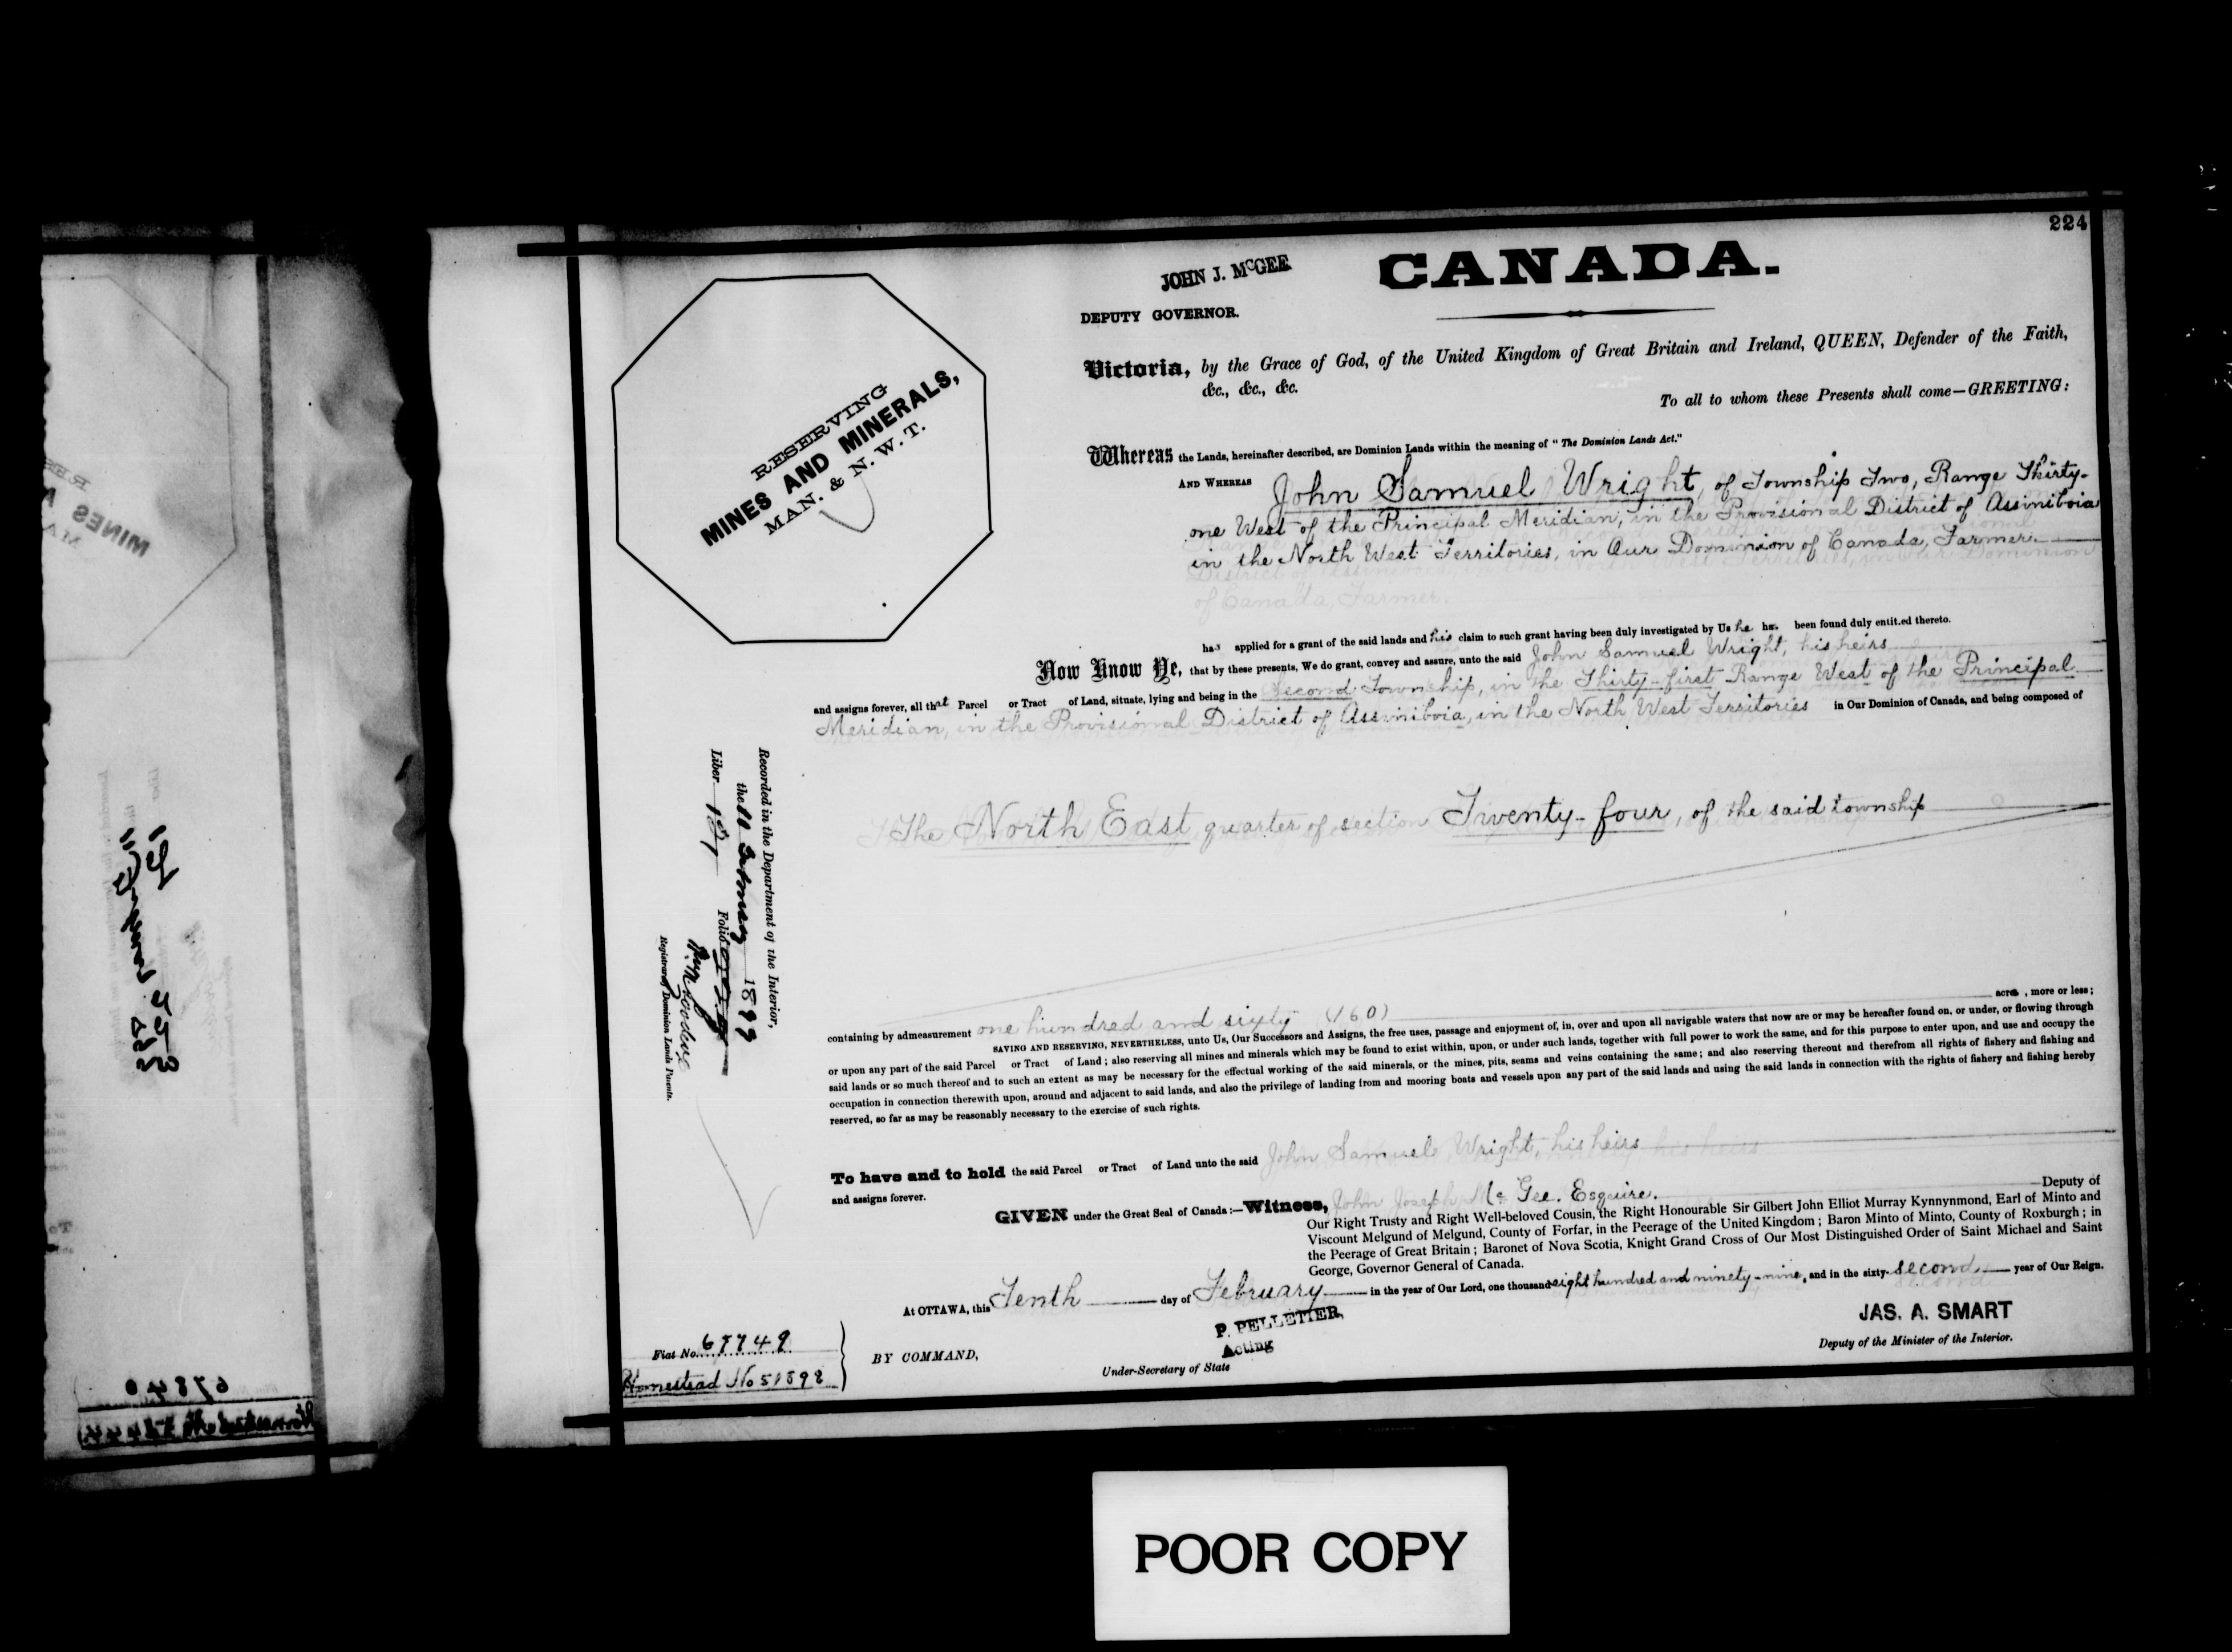 224
CANADA.
JOHN J. McGEE
DEPUTY GOVERNOR.
RESERVING
MINES AND MINERALS,
MAN. & N. W. T.
Victoria, by the Grace of God, of the United Kingdom of Great Britain and Ireland, QUEEN, Defender of the Faith,
&c., &c., &c.
To all to whom these Presents shall come—GREETING:
Whereas the Lands, hereinafter described, are Dominion Lands within the meaning of "The Dominion Lands Act."
AND WHEREAS John Samuel Wright, of Township Two, Range Thirty-
one West of the Principal Meridian, in the Provisional District of Assiniboia
in the North West Territories, in Our Dominion of Canada, Farmer.
of Canada, Farmer.
has applied for a grant of the said lands and his claim to such grant having been duly investigated by Us he has been found duly entitled thereto.
Now Know Ye, that by these presents, We do grant, convey and assure, unto the said John Samuel Wright, his heirs
and assigns forever, all that Parcel or Tract of Land, situate, lying and being in the Second Township, in the Thirty-first Range West of the Principal
Meridian, in the Provisional District of Assiniboia, in the North West Territories in Our Dominion of Canada, and being composed of
The North East quarter of section Twenty-four, of the said township
Recorded in the Department of the Interior,
the 11 February 1899
Liber Folio
Registrar of Dominion Lands Patents.
containing by admeasurement one hundred and sixty (160) acres, more or less;
SAVING AND RESERVING, NEVERTHELESS, unto Us, Our Successors and Assigns, the free uses, passage and enjoyment of, in, over and upon all navigable waters that now are or may be hereafter found on, or under, or flowing through
or upon any part of the said Parcel or Tract of Land; also reserving all mines and minerals which may be found to exist within, upon, or under such lands, together with full power to work the same, and for this purpose to enter upon, and use and occupy the
said lands or so much thereof and to such an extent as may be necessary for the effectual working of the said minerals, or the mines, pits, seams and veins containing the same; and also reserving thereout and therefrom all rights of fishery and fishing and
occupation in connection therewith upon, around and adjacent to said lands, and also the privilege of landing from and mooring boats and vessels upon any part of the said lands and using the said lands in connection with the rights of fishery and fishing hereby
reserved, so far as may be reasonably necessary to the exercise of such rights.
To have and to hold the said Parcel or Tract of Land unto the said John Samuel Wright, his heirs
and assigns forever.
GIVEN under the Great Seal of Canada:—Witness, John Joseph McGee. Esquire. Deputy of
Our Right Trusty and Right Well-beloved Cousin, the Right Honourable Sir Gilbert John Elliot Murray Kynnynmond, Earl of Minto and
Viscount Melgund of Melgund, County of Forfar, in the Peerage of the United Kingdom; Baron Minto of Minto, County of Roxburgh; in
the Peerage of Great Britain; Baronet of Nova Scotia, Knight Grand Cross of Our Most Distinguished Order of Saint Michael and Saint
George, Governor General of Canada.
At OTTAWA, this Tenth day of February in the year of Our Lord, one thousand eight hundred and ninety-nine, and in the sixty-second year of Our Reign.
P. PELLETIER,
Acting
JAS. A. SMART
Deputy of the Minister of the Interior.
Fiat No.
BY COMMAND,
Under-Secretary of State
Homestead No 51898
POOR COPY